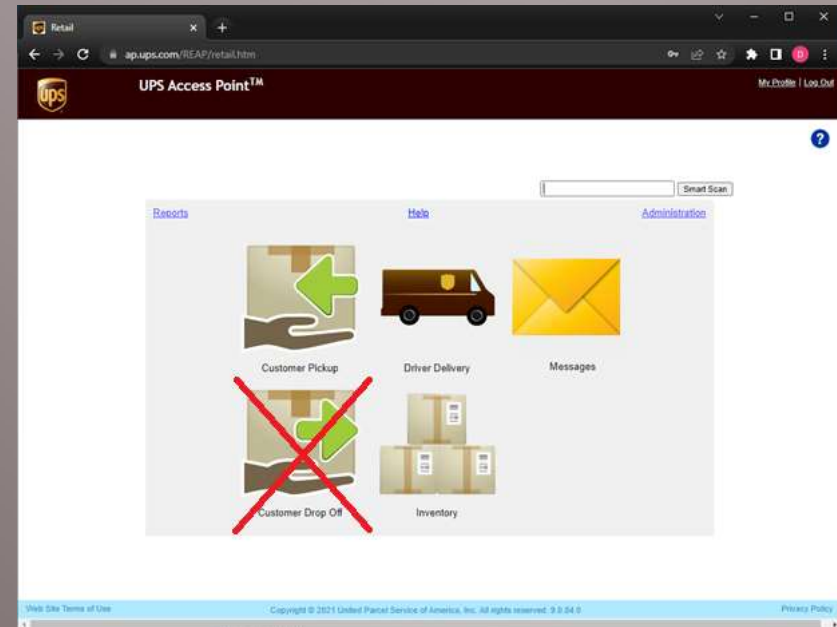 Retail
ap.ups.com/REAP/retail.htm
D
ups
UPS Access Point™
My Profile | Log Out
?
Smart Scan
Reports Help Administration
Customer Pickup Driver Delivery Messages
Customer Drop Off Inventory
Web Site Terms of Use Copyright © 2021 United Parcel Service of America, Inc. All rights reserved. 9.0.04.0 Privacy Policy